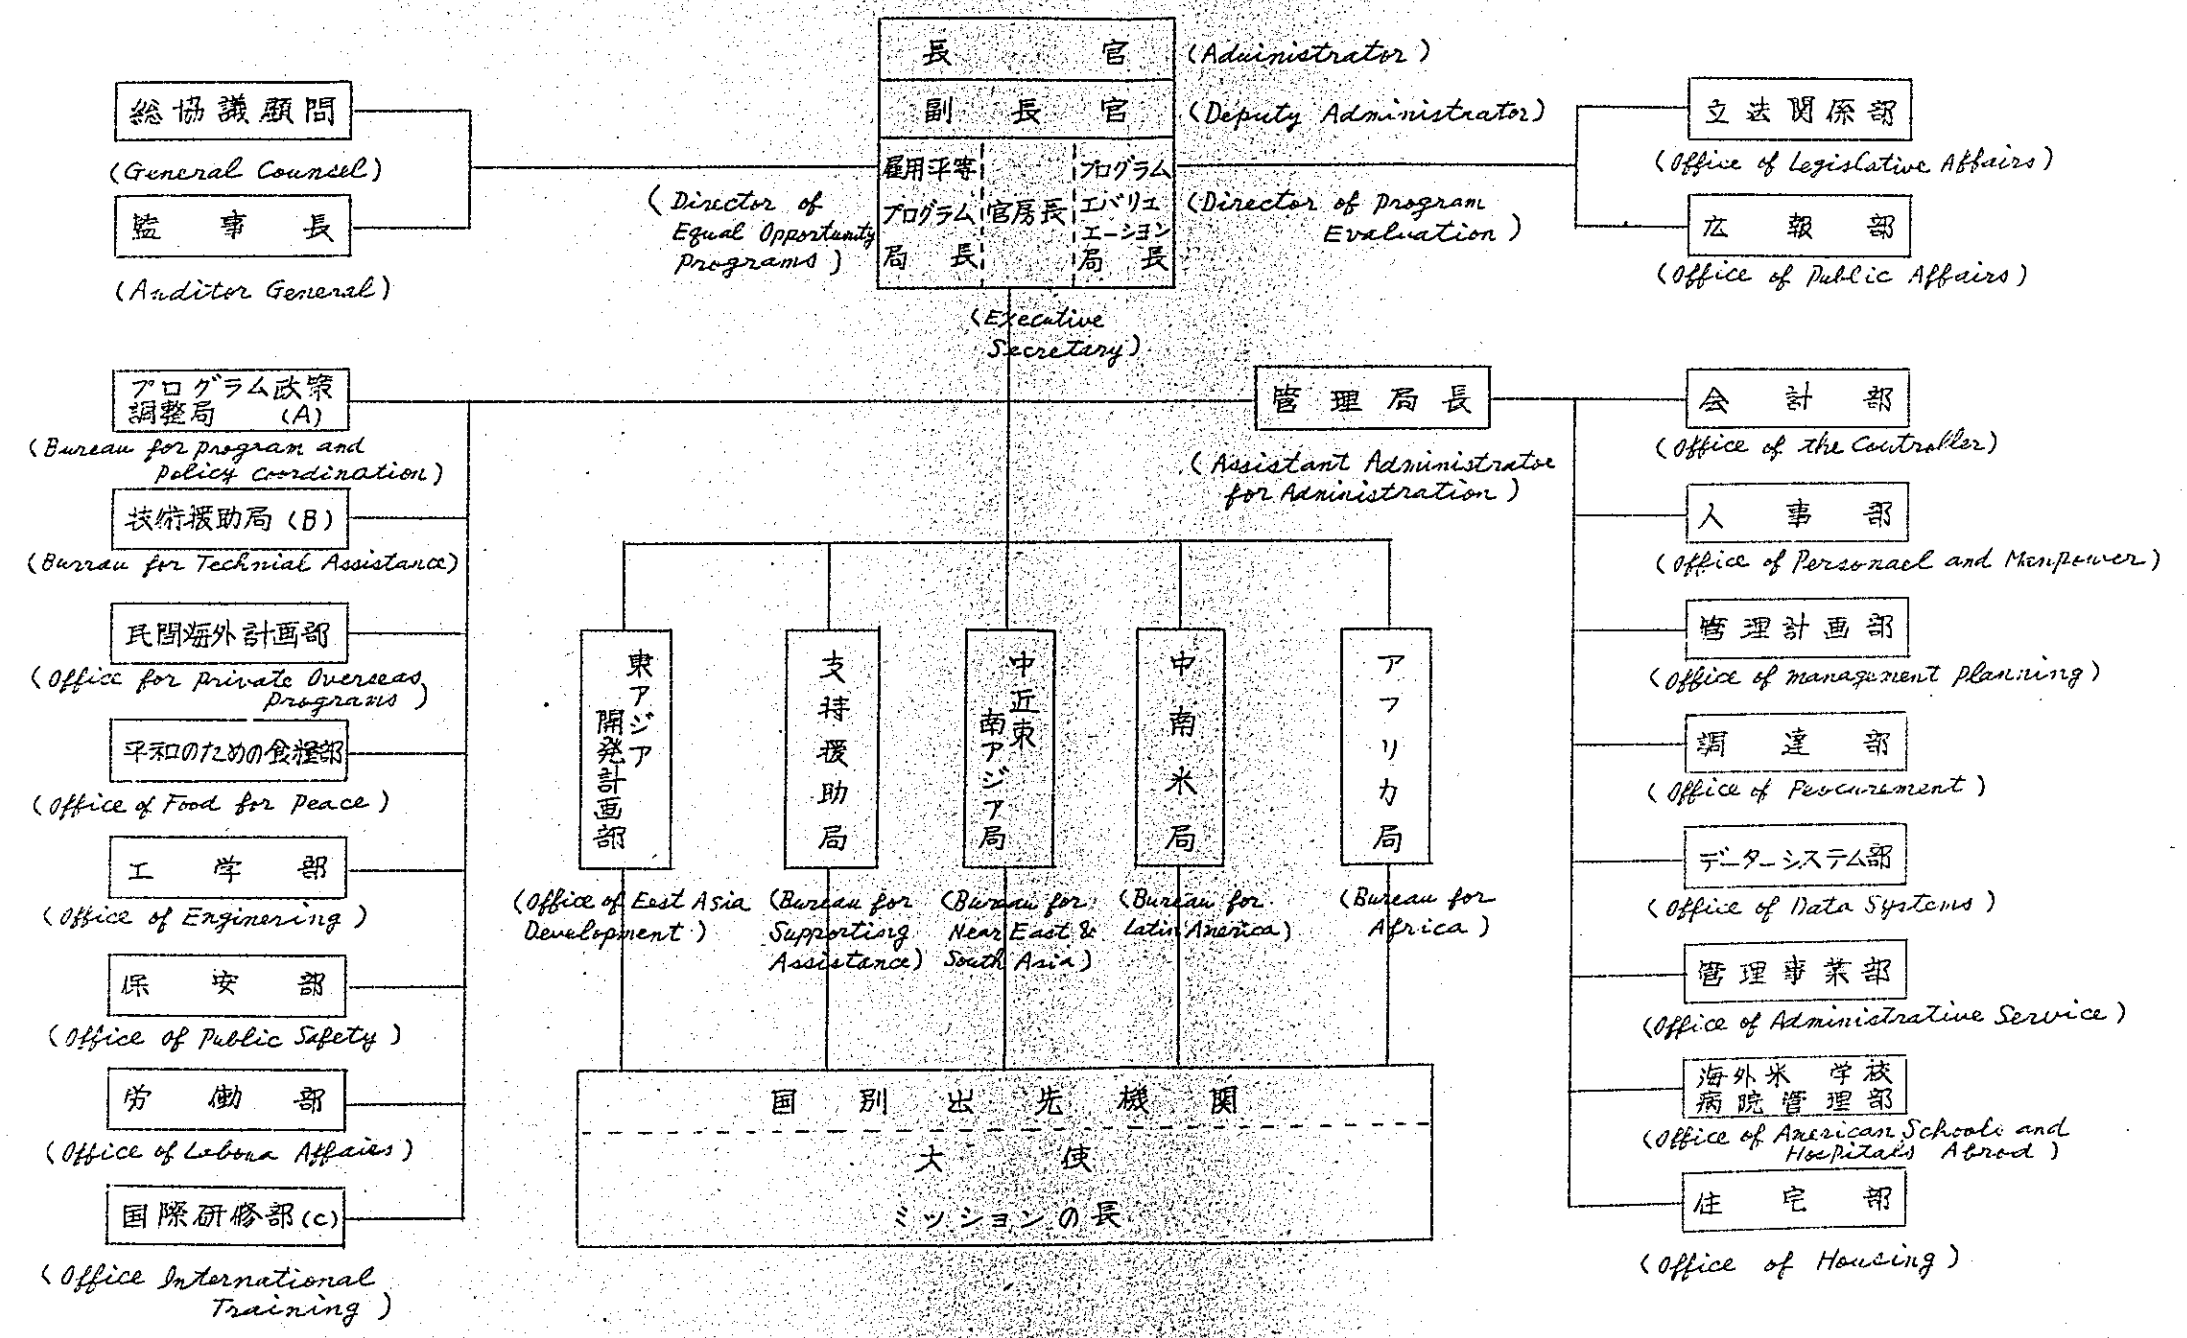 長 官
(Aduinistrator)
副 長 官
(Deputy Administrator)
雇用平等
プログラム
局 長
(Director of
Equal Opportunity
Programs)
官房長
(Executive
Secretary)
プログラム
エバリュ
エーション
局 長
(Director of Program
Evaluation)
総協議顧問
(General Counsel)
監 事 長
(Auditor General)
立法関係部
(Office of Legislative Affairs)
広 報 部
(Office of Public Affairs)
プログラム政策
調整局 (A)
(Bureau for program and
Policy Coordination)
技術援助局 (B)
(Bureau for Technial Assistance)
民間海外計画部
(Office for Private Overseas
Programs)
平和のための食糧部
(Office of Food for Peace)
工 学 部
(Office of Enginering)
保 安 部
(Office of Public Safety)
労 働 部
(Office of Labour Affairs)
国際研修部(C)
(Office International
Training)
管理局長
(Assistant Administrator
for Administration)
会 計 部
(Office of the Controller)
人 事 部
(Office of Personael and Manpower)
管理計画部
(Office of management Planning)
調 達 部
(Office of Procurement)
データーシステム部
(Office of Data Systems)
管理事業部
(Office of Administrative Service)
海外米 学校
病院管理部
(Office of American Schools and
Hospitals Abrod)
住 宅 部
(Office of Housing)
東アジア
開発計画部
(Office of East Asia
Development)
支持援助局
(Bureau for
Supporting
Assistance)
中近東
南アジア局
(Bureau for
Near East &
South Asia)
中南米局
(Bureau for
Latin America)
アフリカ局
(Bureau for
Africa)
国 別 出 先 機 関
大 使
ミッションの長